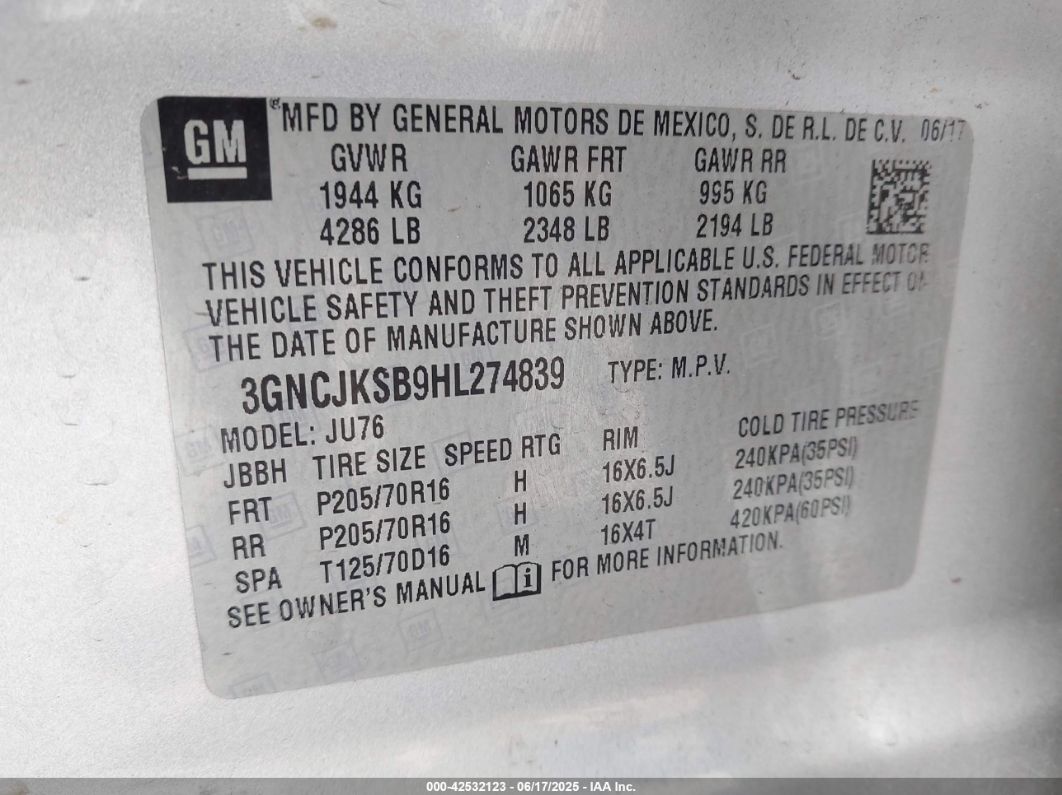 GM
® MFD BY GENERAL MOTORS DE MEXICO, S. DE R.L. DE C.V. 06/17
GVWR GAWR FRT GAWR RR
1944 KG 1065 KG 995 KG
4286 LB 2348 LB 2194 LB
THIS VEHICLE CONFORMS TO ALL APPLICABLE U.S. FEDERAL MOTOR
VEHICLE SAFETY AND THEFT PREVENTION STANDARDS IN EFFECT ON
THE DATE OF MANUFACTURE SHOWN ABOVE.
3GNCJKSB9HL274839 TYPE: M.P.V.
MODEL: JU76
JBBH TIRE SIZE SPEED RTG RIM COLD TIRE PRESSURE
FRT P205/70R16 H 16X6.5J 240KPA(35PSI)
RR P205/70R16 H 16X6.5J 240KPA(35PSI)
SPA T125/70D16 M 16X4T 420KPA(60PSI)
SEE OWNER'S MANUAL i FOR MORE INFORMATION.
000-42532123 - 06/17/2025 - IAA Inc.